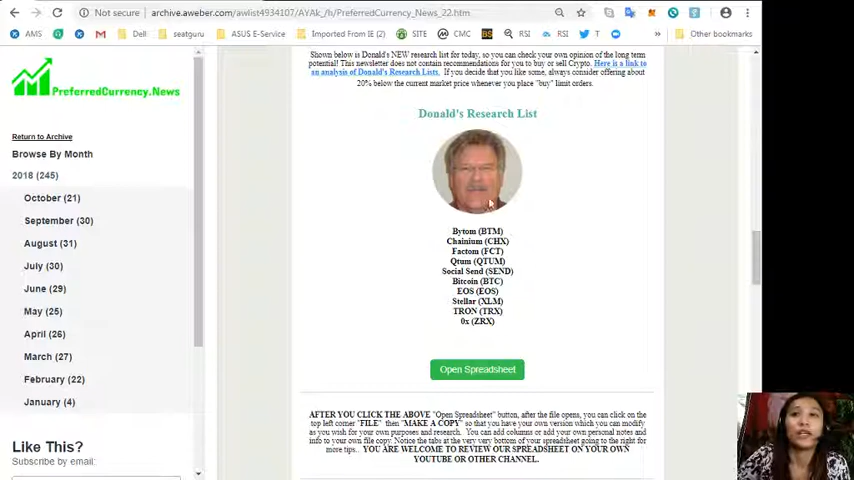 Not secure | archive.aweber.com/awlist4934107/AYAk_/h/PreferredCurrency_News_22.htm
AMS
Dell
seatguru
ASUS E-Service
Imported From IE (2)
SITE
MCC
BS
RSi
RSi
T
Other bookmarks
PreferredCurrency.News
Return to Archive
Browse By Month
2018 (245)
October (21)
September (30)
August (31)
July (30)
June (29)
May (25)
April (26)
March (27)
February (22)
January (4)
Like This?
Subscribe by email:
Shown below is Donald's NEW research list for today, so you can check your own opinion of the long term
potential! This newsletter does not contain recommendations for you to buy or sell Crypto. Here is a link to
an analysis of Donald's Research Lists. If you decide that you like some, always consider offering about
20% below the current market price whenever you place "buy" limit orders.
Donald's Research List
Bytom (BTM)
Chainium (CHX)
Factom (FCT)
Qtum (QTUM)
Social Send (SEND)
Bitcoin (BTC)
EOS (EOS)
Stellar (XLM)
TRON (TRX)
0x (ZRX)
Open Spreadsheet
AFTER YOU CLICK THE ABOVE "Open Spreadsheet" button, after the file opens, you can click on the
top left corner "FILE" then "MAKE A COPY" so that you have your own version which you can modify
as you wish for your own purposes and research. You can add columns or add your own personal notes and
info to your own file copy. Notice the tabs at the very very bottom of your spreadsheet going to the right for
more tips.. YOU ARE WELCOME TO REVIEW OUR SPREADSHEET ON YOUR OWN
YOUTUBE OR OTHER CHANNEL.